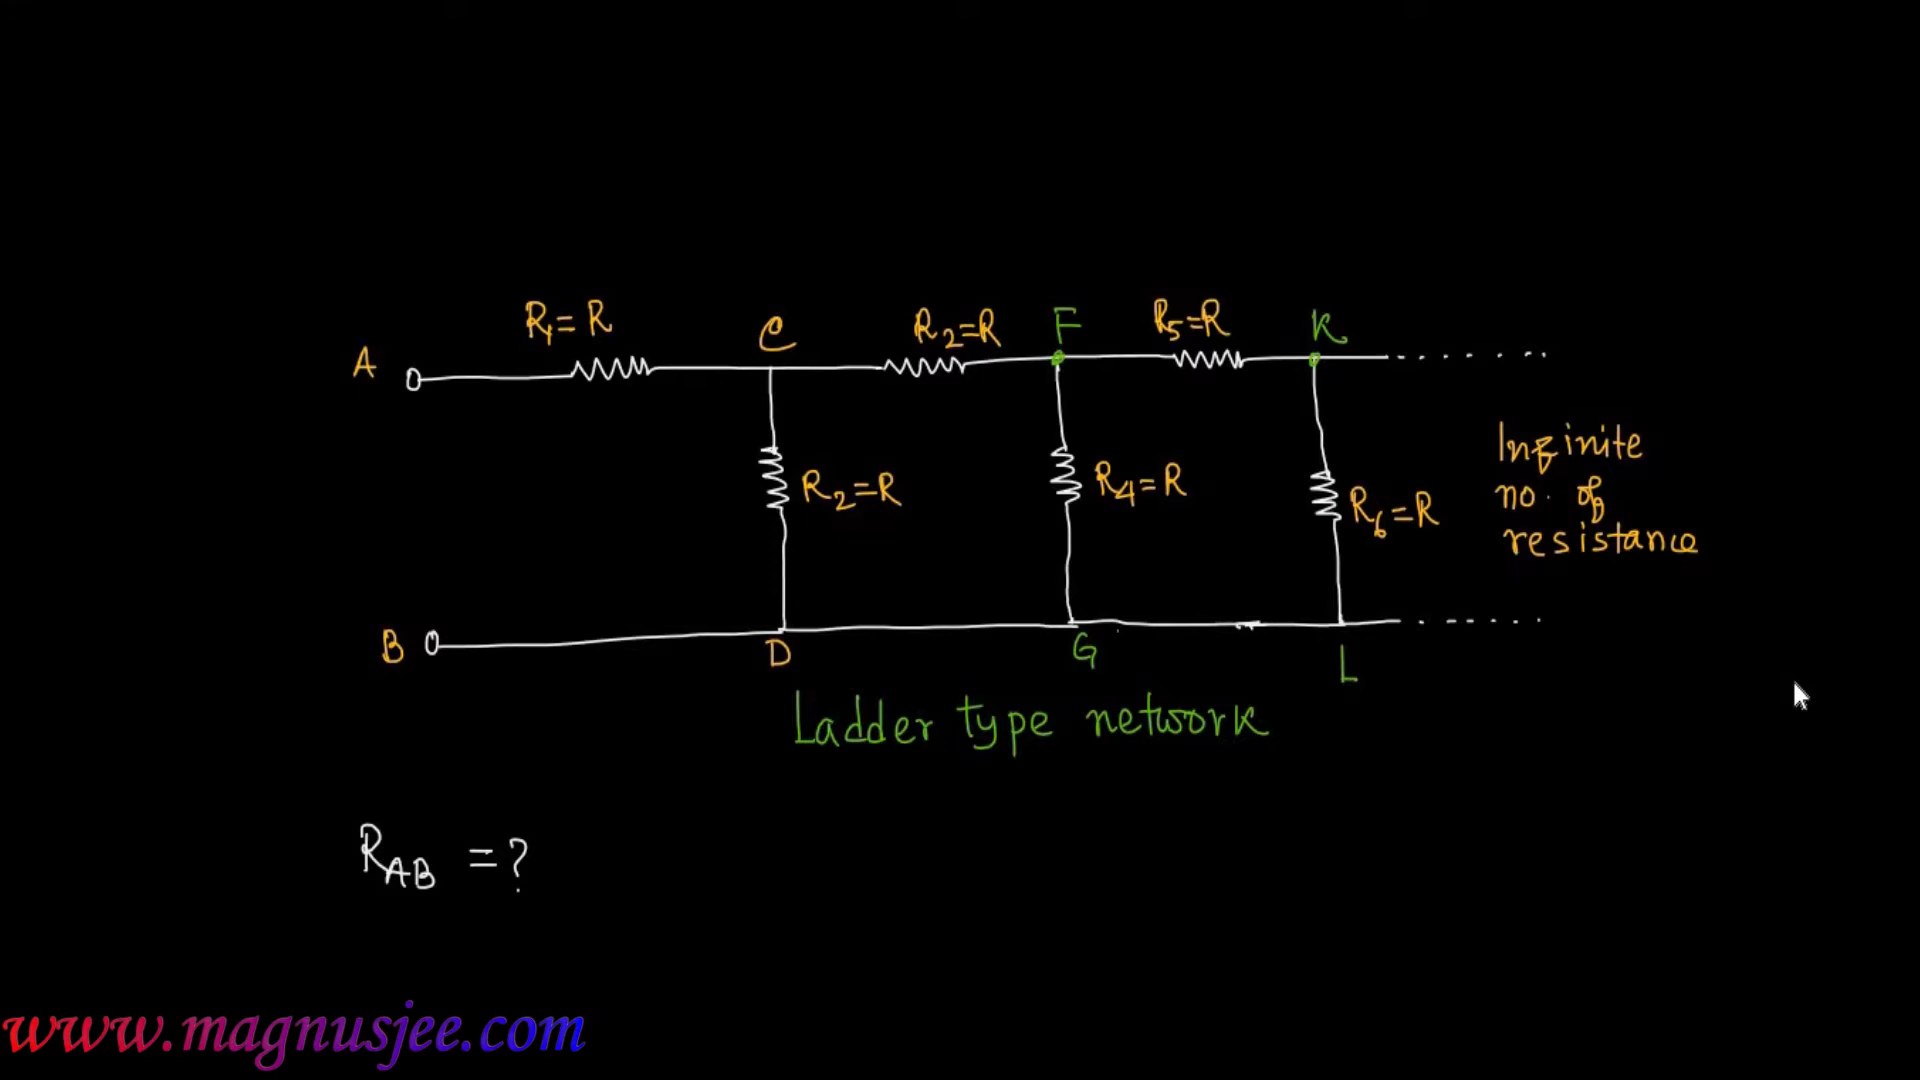 R1=R
C
R2=R
F
R5=R
K
A
Infinite
no. of
resistance
R2=R
R4=R
R6=R
B
D
G
L
Ladder type network
RAB = ?
www.magnusjee.com